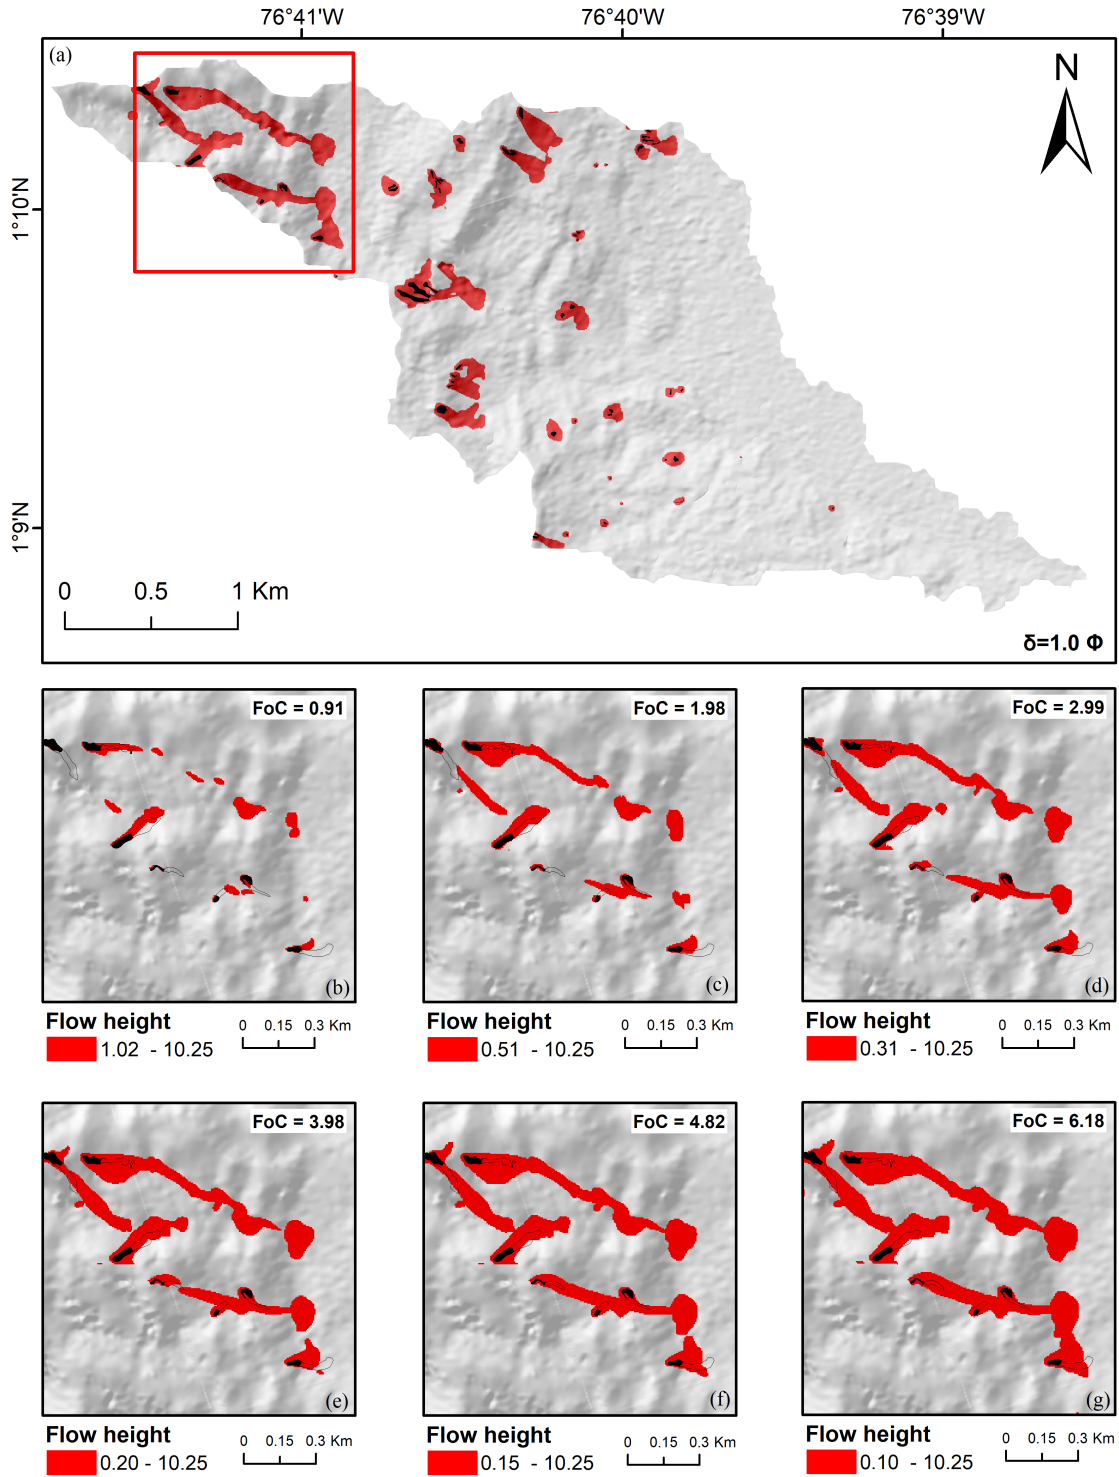 76°41'W 76°40'W 76°39'W
(a)
N
1°10'N
1°9'N
0 0.5 1 Km
δ=1.0 Φ
FoC = 0.91 FoC = 1.98 FoC = 2.99
(b) (c) (d)
Flow height 0 0.15 0.3 Km Flow height 0 0.15 0.3 Km Flow height 0 0.15 0.3 Km
1.02 - 10.25 0.51 - 10.25 0.31 - 10.25
FoC = 3.98 FoC = 4.82 FoC = 6.18
(e) (f) (g)
Flow height 0 0.15 0.3 Km Flow height 0 0.15 0.3 Km Flow height 0 0.15 0.3 Km
0.20 - 10.25 0.15 - 10.25 0.10 - 10.25